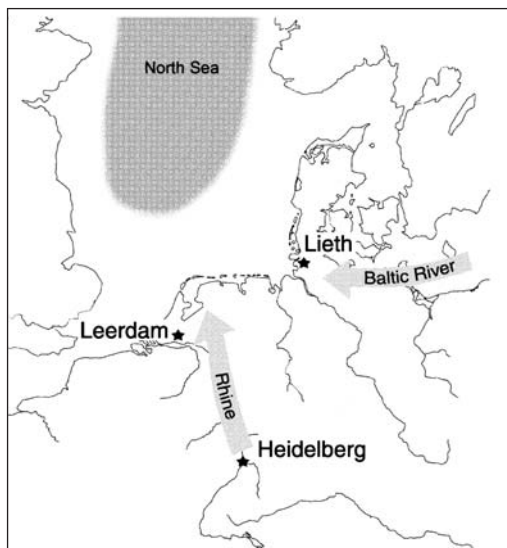 North Sea
Lieth
Baltic River
Leerdam
Rhine
Heidelberg